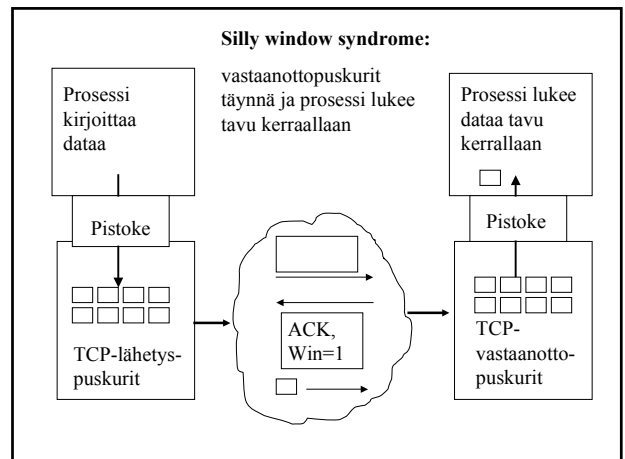 Silly window syndrome:
vastaanottopuskurit
täynnä ja prosessi lukee
tavu kerraallaan
Prosessi
kirjoittaa
dataa
Prosessi lukee
dataa tavu
kerrallaan
Pistoke
Pistoke
ACK,
Win=1
TCP-lähetys-
puskurit
TCP-
vastaanotto-
puskurit